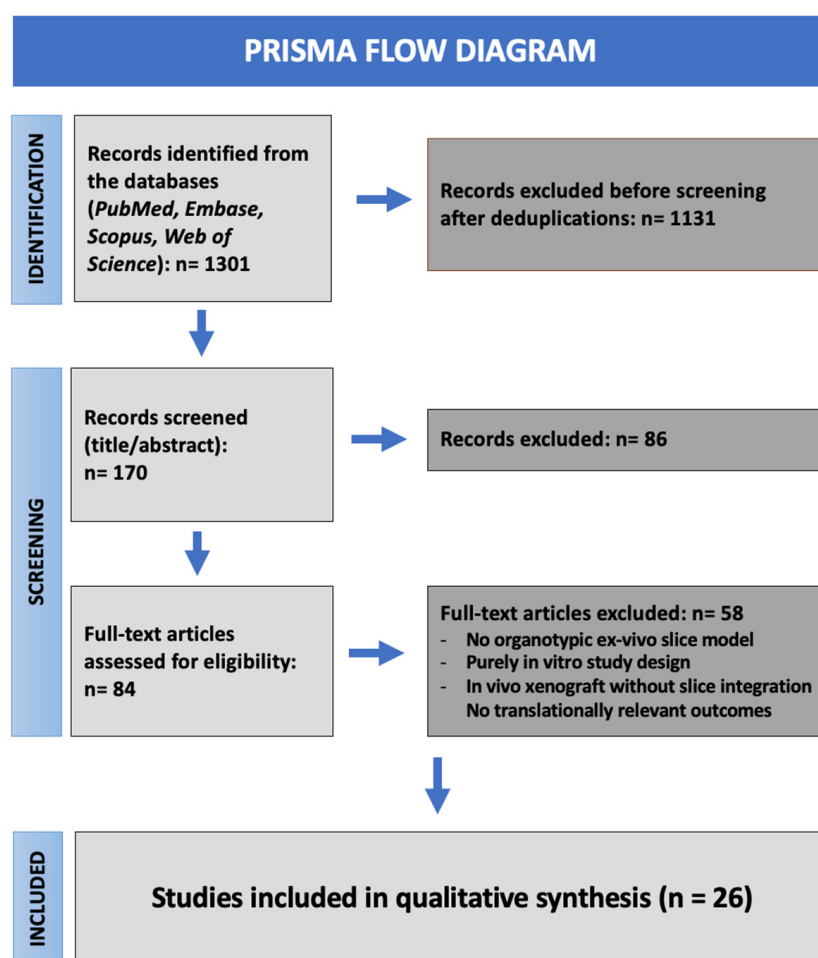 PRISMA FLOW DIAGRAM
IDENTIFICATION
Records identified from
the databases
(PubMed, Embase,
Scopus, Web of
Science): n= 1301
Records excluded before screening
after deduplications: n= 1131
SCREENING
Records screened
(title/abstract):
n= 170
Records excluded: n= 86
Full-text articles
assessed for eligibility:
n= 84
Full-text articles excluded: n= 58
- No organotypic ex-vivo slice model
- Purely in vitro study design
- In vivo xenograft without slice integration
No translationally relevant outcomes
INCLUDED
Studies included in qualitative synthesis (n = 26)